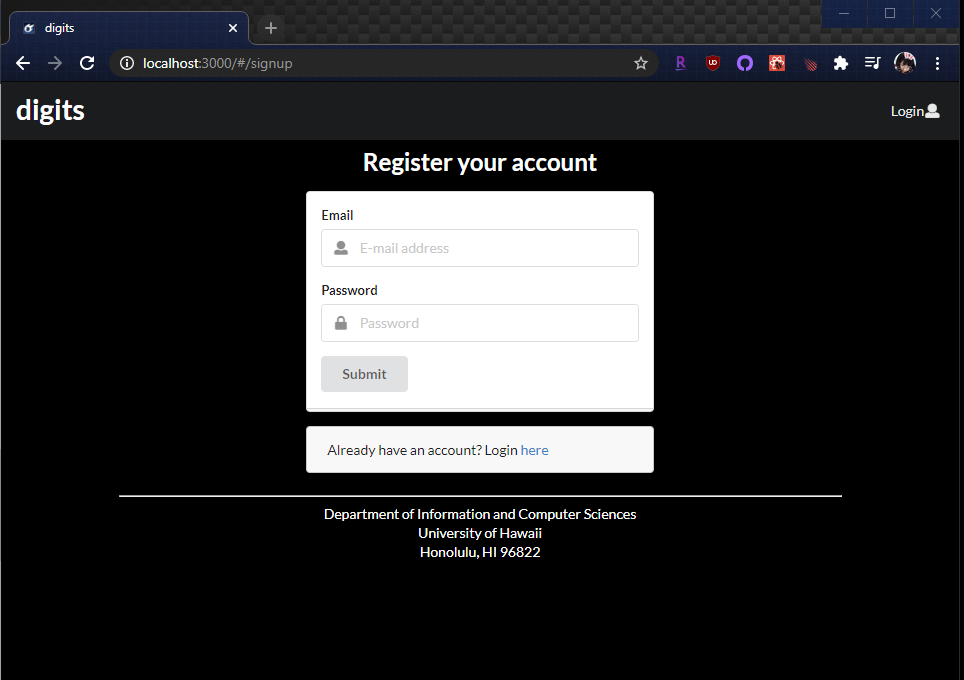 digits
localhost:3000/#/signup
digits
Login
Register your account
Email
E-mail address
Password
Password
Submit
Already have an account? Login here
Department of Information and Computer Sciences
University of Hawaii
Honolulu, HI 96822